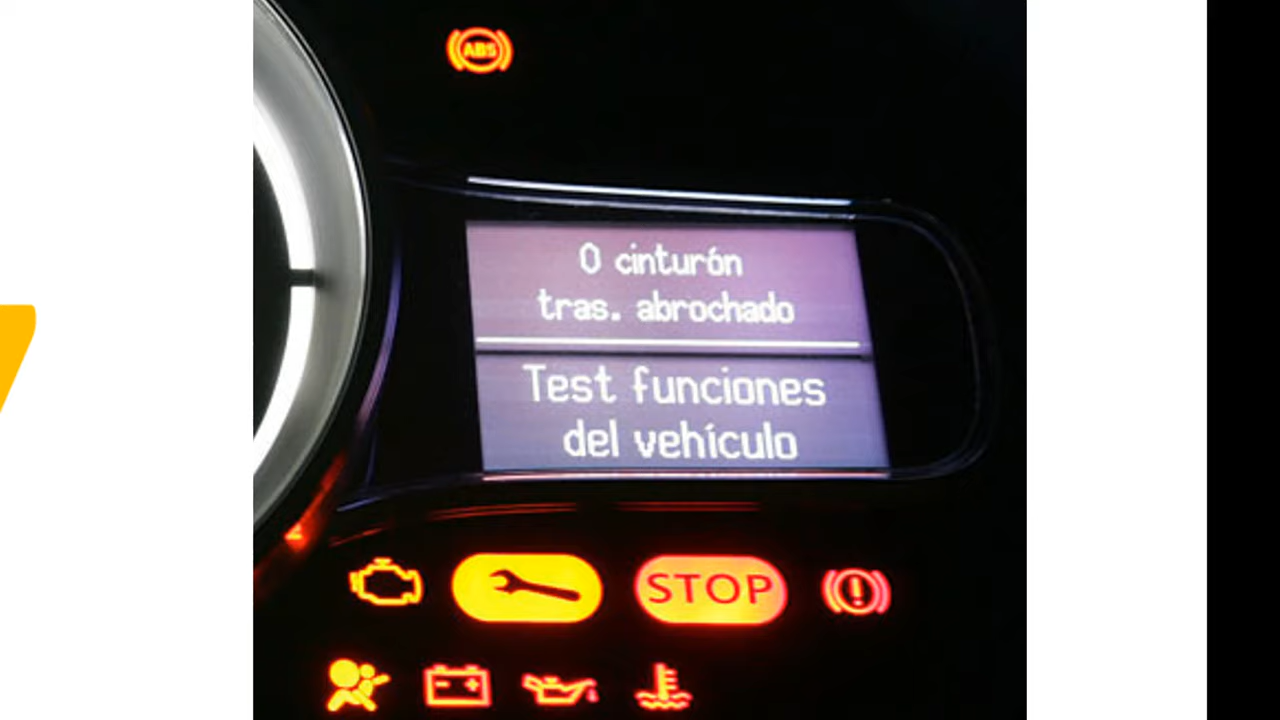 ABS
0 cinturón
tras. abrochado
Test funciones
del vehículo
STOP